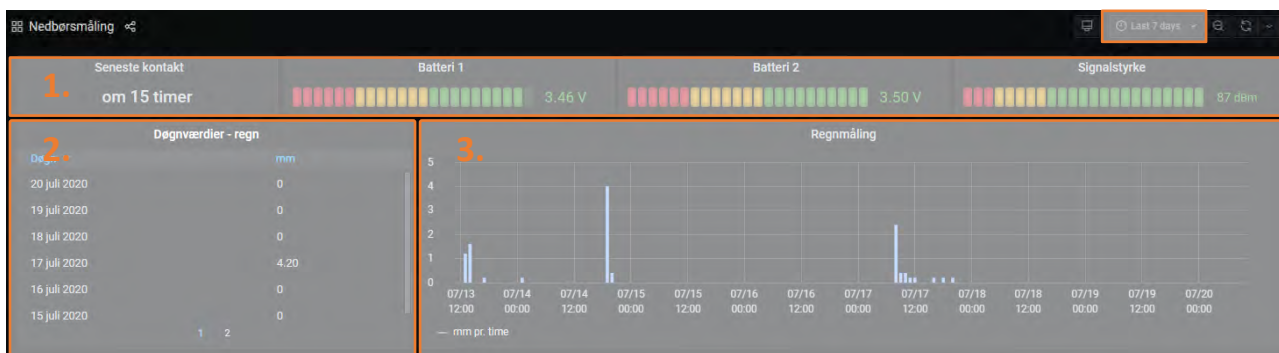 Nedbørsmåling
Last 7 days
1.
Seneste kontakt
om 15 timer
Batteri 1
3.46 V
Batteri 2
3.50 V
Signalstyrke
87 dBm
2.
Døgnværdier - regn
mm
20 juli 2020 0
19 juli 2020 0
18 juli 2020 0
17 juli 2020 4.20
16 juli 2020 0
15 juli 2020 0
1 2
3.
Regnmåling
5
4
3
2
1
0
07/13 07/14 07/14 07/15 07/15 07/16 07/16 07/17 07/17 07/18 07/18 07/19 07/19 07/20
12:00 00:00 12:00 00:00 12:00 00:00 12:00 00:00 12:00 00:00 12:00 00:00 12:00 00:00
mm pr. time